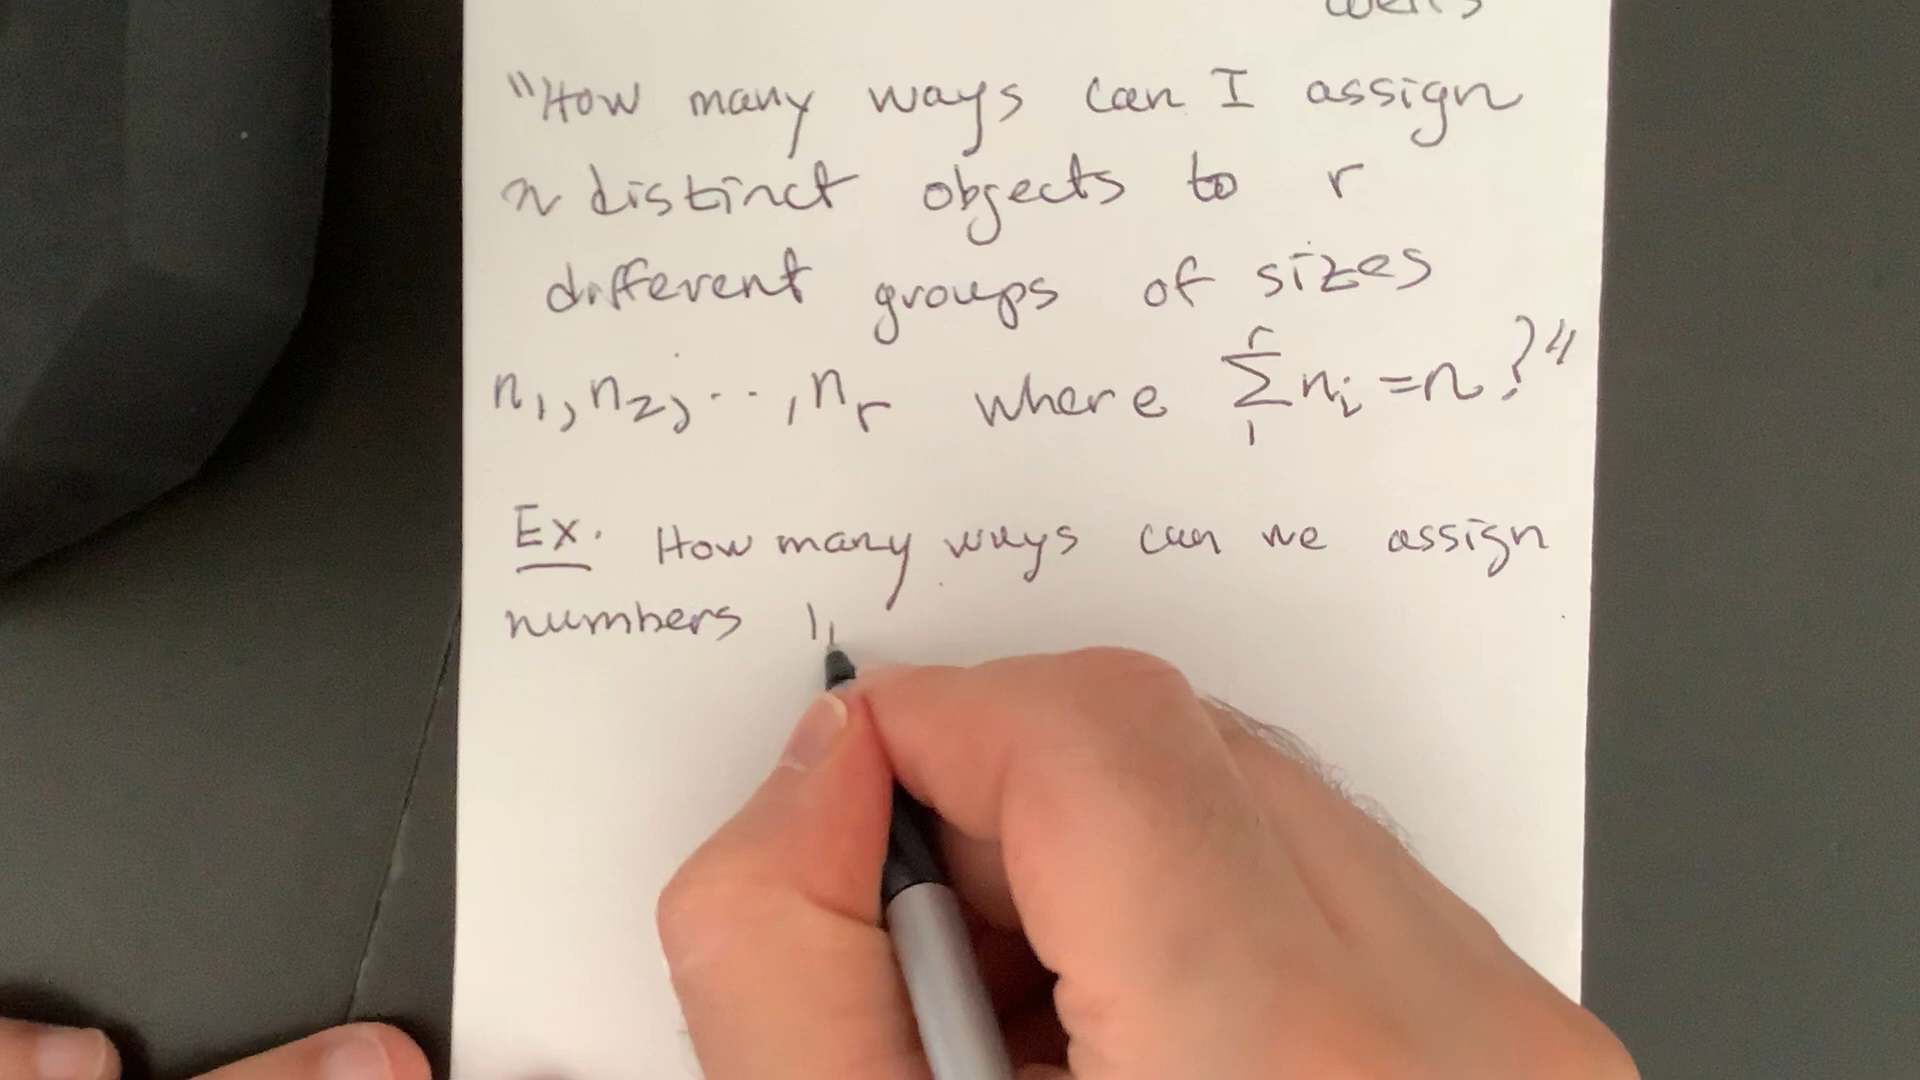 "How many ways can I assign
n distinct objects to r
different groups of sizes
n₁, n₂, ..., nᵣ where ∑₁ʳ nᵢ = n?"
Ex. How many ways can we assign
numbers 1,